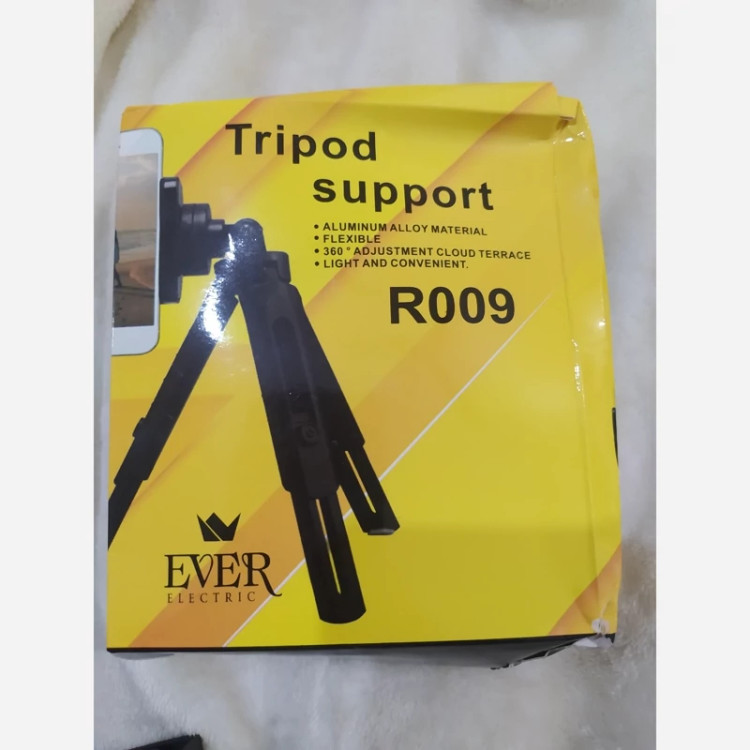 Tripod
support
• ALUMINUM ALLOY MATERIAL
• FLEXIBLE
• 360° ADJUSTMENT CLOUD TERRACE
• LIGHT AND CONVENIENT.
R009
EVER
ELECTRIC